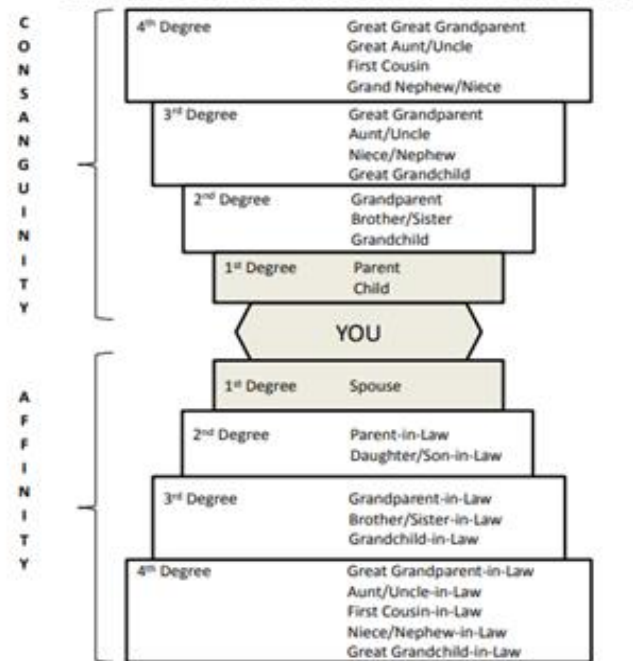 CONSANGUINITY
4th Degree Great Great Grandparent
Great Aunt/Uncle
First Cousin
Grand Nephew/Niece
3rd Degree Great Grandparent
Aunt/Uncle
Niece/Nephew
Great Grandchild
2nd Degree Grandparent
Brother/Sister
Grandchild
1st Degree Parent
Child
YOU
AFFINITY
1st Degree Spouse
2nd Degree Parent-in-Law
Daughter/Son-in-Law
3rd Degree Grandparent-in-Law
Brother/Sister-in-Law
Grandchild-in-Law
4th Degree Great Grandparent-in-Law
Aunt/Uncle-in-Law
First Cousin-in-Law
Niece/Nephew-in-Law
Great Grandchild-in-Law